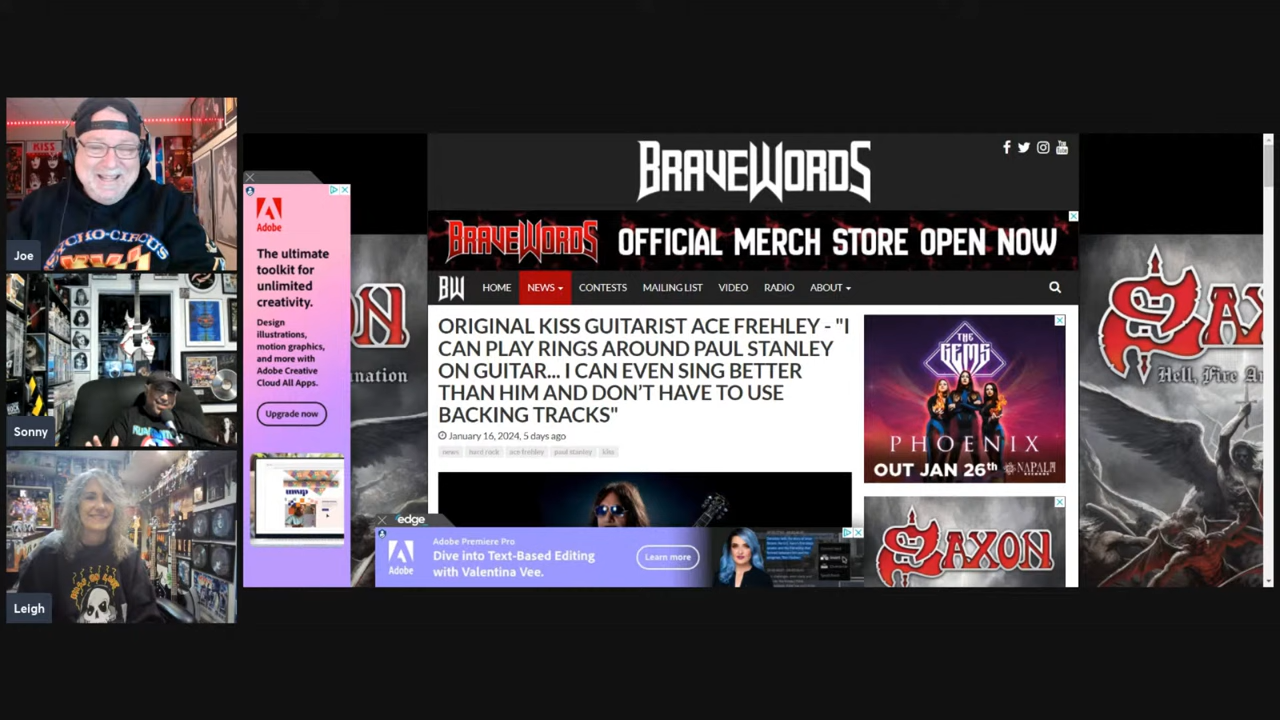 Joe
KISS
Sonny
Leigh
Adobe
The ultimate
toolkit for
unlimited
creativity.
Design
illustrations,
motion graphics,
and more with
Adobe Creative
Cloud All Apps.
Upgrade now
BRAVEWORDS
BRAVEWORDS OFFICIAL MERCH STORE OPEN NOW
BW HOME NEWS CONTESTS MAILING LIST VIDEO RADIO ABOUT
ORIGINAL KISS GUITARIST ACE FREHLEY - "I
CAN PLAY RINGS AROUND PAUL STANLEY
ON GUITAR... I CAN EVEN SING BETTER
THAN HIM AND DON’T HAVE TO USE
BACKING TRACKS"
January 16, 2024, 5 days ago
news hard rock ace frehley paul stanley kiss
THE
GEMS
PHOENIX
OUT JAN 26th NAPALM
SAXON
edge
Adobe
Adobe Premiere Pro
Dive into Text-Based Editing
with Valentina Vee.
Learn more
Hell, Fire An